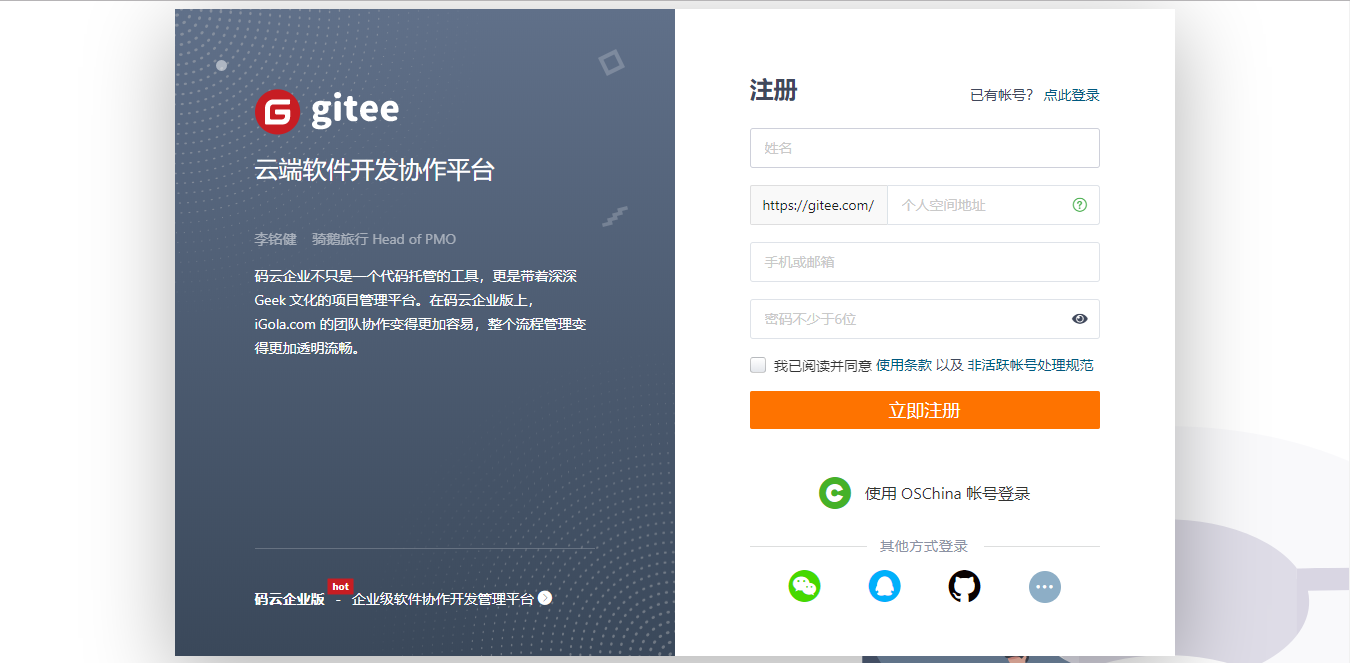 gitee
云端软件开发协作平台
李铭健 骑鹅旅行 Head of PMO
码云企业不只是一个代码托管的工具，更是带着深深
Geek 文化的项目管理平台。在码云企业版上，
iGola.com 的团队协作变得更加容易，整个流程管理变
得更加透明流畅。
hot
码云企业版 - 企业级软件协作开发管理平台
注册
已有帐号？ 点此登录
姓名
https://gitee.com/ 个人空间地址
手机或邮箱
密码不少于6位
我已阅读并同意 使用条款 以及 非活跃帐号处理规范
立即注册
使用 OSChina 帐号登录
其他方式登录